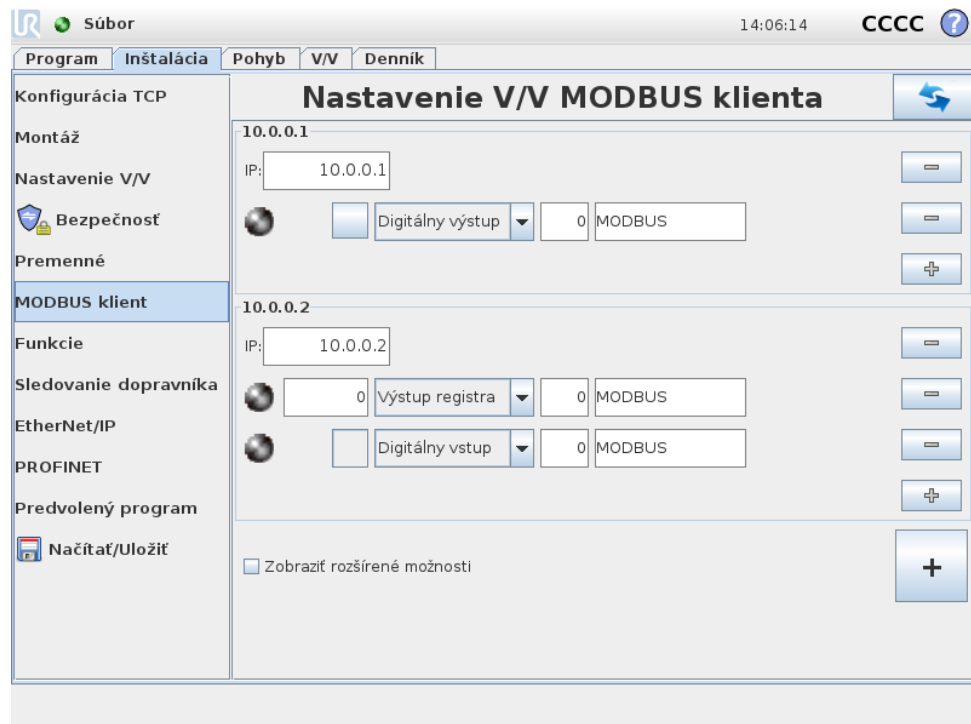 UR Súbor 14:06:14 CCCC ?
Program Inštalácia Pohyb V/V Denník
Konfigurácia TCP
Montáž
Nastavenie V/V
Bezpečnosť
Premenné
MODBUS klient
Funkcie
Sledovanie dopravníka
EtherNet/IP
PROFINET
Predvolený program
Načítať/Uložiť
Nastavenie V/V MODBUS klienta
10.0.0.1
IP: 10.0.0.1
Digitálny výstup 0 MODBUS
10.0.0.2
IP: 10.0.0.2
0 Výstup registra 0 MODBUS
Digitálny vstup 0 MODBUS
Zobraziť rozšírené možnosti